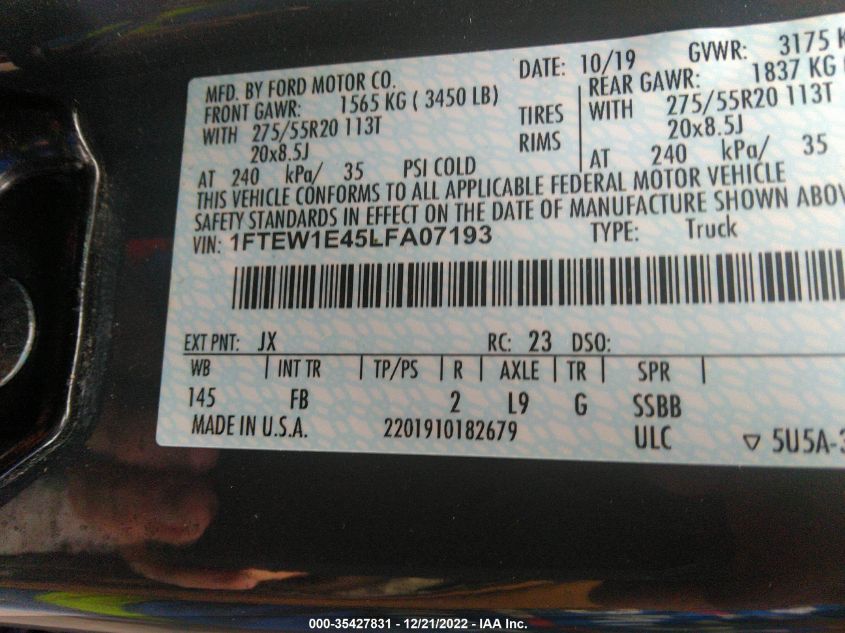 MFD. BY FORD MOTOR CO. DATE: 10/19 GVWR: 3175 K
FRONT GAWR: 1565 KG ( 3450 LB) REAR GAWR: 1837 KG (
WITH 275/55R20 113T TIRES WITH 275/55R20 113T
20x8.5J RIMS 20x8.5J
AT 240 kPa/ 35 PSI COLD AT 240 kPa/ 35
THIS VEHICLE CONFORMS TO ALL APPLICABLE FEDERAL MOTOR VEHICLE
SAFETY STANDARDS IN EFFECT ON THE DATE OF MANUFACTURE SHOWN ABOV
VIN: 1FTEW1E45LFA07193 TYPE: Truck
EXT PNT: JX RC: 23 DSO:
WB INT TR TP/PS R AXLE TR SPR
145 FB 2 L9 G SSBB
MADE IN U.S.A. 2201910182679 ULC ▽ 5U5A-3
000-35427831 - 12/21/2022 - IAA Inc.